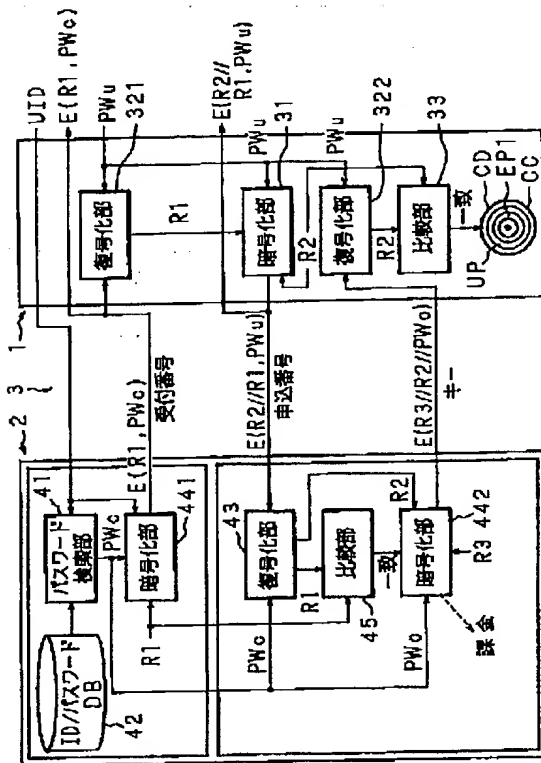 2 3 1
41
パスワード
検索部
ID/パスワード
DB
42
PWc
E(R1,PWc)
暗号化部
441
R1
受付番号
UID
E(R1,PWc)
PWu
321
復号化部
R1
E(R2//
R1,PWu)
31
暗号化部
PWu
R2
E(R2//R1,PWu)
申込番号
43
復号化部
PWc
R1
比較部
45
一致
R2
暗号化部
442
PWc
R3
課金
E(R3//R2//PWc)
キー
PWu
322
復号化部
R2
33
比較部
一致
CD
EP1
CC
UP